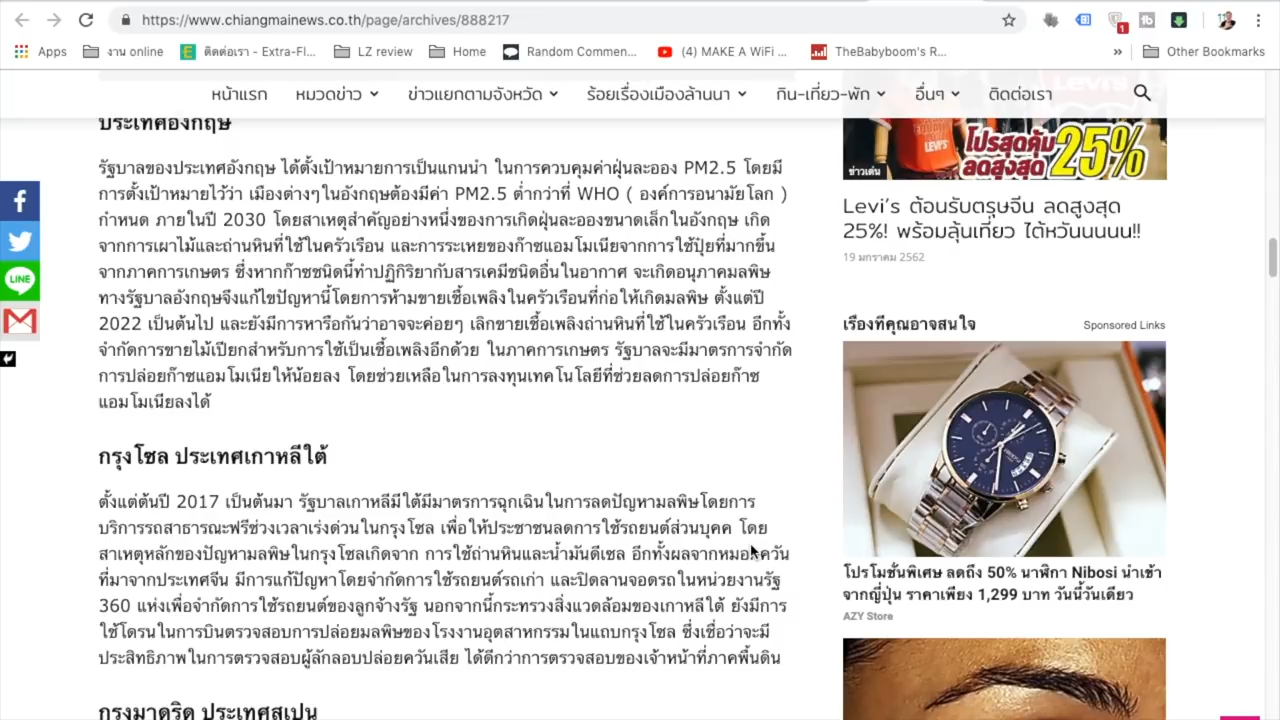 https://www.chiangmainews.co.th/page/archives/888217
1
Apps
งาน online
ติดต่อเรา - Extra-Fl...
LZ review
Home
Random Commen...
(4) MAKE A WiFi ...
TheBabyboom's R...
»
Other Bookmarks
หน้าแรก
หมวดข่าว
ข่าวแยกตามจังหวัด
ร้อยเรื่องเมืองล้านนา
กิน-เที่ยว-พัก
อื่นๆ
ติดต่อเรา
ประเทศอังกฤษ
รัฐบาลของประเทศอังกฤษ ได้ตั้งเป้าหมายการเป็นแกนนำ ในการควบคุมค่าฝุ่นละออง PM2.5 โดยมี
การตั้งเป้าหมายไว้ว่า เมืองต่างๆในอังกฤษต้องมีค่า PM2.5 ต่ำกว่าที่ WHO ( องค์การอนามัยโลก )
กำหนด ภายในปี 2030 โดยสาเหตุสำคัญอย่างหนึ่งของการเกิดฝุ่นละอองขนาดเล็กในอังกฤษ เกิด
จากการเผาไม้และถ่านหินที่ใช้ในครัวเรือน และการระเหยของก๊าซแอมโมเนียจากการใช้ปุ๋ยที่มากขึ้น
จากภาคการเกษตร ซึ่งหากก๊าซชนิดนี้ทำปฏิกิริยากับสารเคมีชนิดอื่นในอากาศ จะเกิดอนุภาคมลพิษ
ทางรัฐบาลอังกฤษจึงแก้ไขปัญหานี้โดยการห้ามขายเชื้อเพลิงในครัวเรือนที่ก่อให้เกิดมลพิษ ตั้งแต่ปี
2022 เป็นต้นไป และยังมีการหารือกันว่าอาจจะค่อยๆ เลิกขายเชื้อเพลิงถ่านหินที่ใช้ในครัวเรือน อีกทั้ง
จำกัดการขายไม้เปียกสำหรับการใช้เป็นเชื้อเพลิงอีกด้วย ในภาคการเกษตร รัฐบาลจะมีมาตรการจำกัด
การปล่อยก๊าซแอมโมเนียให้น้อยลง โดยช่วยเหลือในการลงทุนเทคโนโลยีที่ช่วยลดการปล่อยก๊าซ
แอมโมเนียลงได้
กรุงโซล ประเทศเกาหลีใต้
ตั้งแต่ต้นปี 2017 เป็นต้นมา รัฐบาลเกาหลีมีใต้มีมาตรการฉุกเฉินในการลดปัญหามลพิษโดยการ
บริการรถสาธารณะฟรีช่วงเวลาเร่งด่วนในกรุงโซล เพื่อให้ประชาชนลดการใช้รถยนต์ส่วนบุคค โดย
สาเหตุหลักของปัญหามลพิษในกรุงโซลเกิดจาก การใช้ถ่านหินและน้ำมันดีเซล อีกทั้งผลจากหมอกควัน
ที่มาจากประเทศจีน มีการแก้ปัญหาโดยจำกัดการใช้รถยนต์รถเก่า และปิดลานจอดรถในหน่วยงานรัฐ
360 แห่งเพื่อจำกัดการใช้รถยนต์ของลูกจ้างรัฐ นอกจากนี้กระทรวงสิ่งแวดล้อมของเกาหลีใต้ ยังมีการ
ใช้โดรนในการบินตรวจสอบการปล่อยมลพิษของโรงงานอุตสาหกรรมในแถบกรุงโซล ซึ่งเชื่อว่าจะมี
ประสิทธิภาพในการตรวจสอบผู้ลักลอบปล่อยควันเสีย ได้ดีกว่าการตรวจสอบของเจ้าหน้าที่ภาคพื้นดิน
กรุงมาดริด ประเทศสเปน
LINE
LEVI'S
โปรโสุดคุ้ม
ลดสูงสุด
25%
ข่าวเด่น
Levi's ต้อนรับตรุษจีน ลดสูงสุด
25%! พร้อมลุ้นเที่ยว ไต้หวันนนนน!!
19 มกราคม 2562
เรื่องที่คุณอาจสนใจ
Sponsored Links
โปรโมชั่นพิเศษ ลดถึง 50% นาฬิกา Nibosi นำเข้า
จากญี่ปุ่น ราคาเพียง 1,299 บาท วันนี้วันเดียว
AZY Store